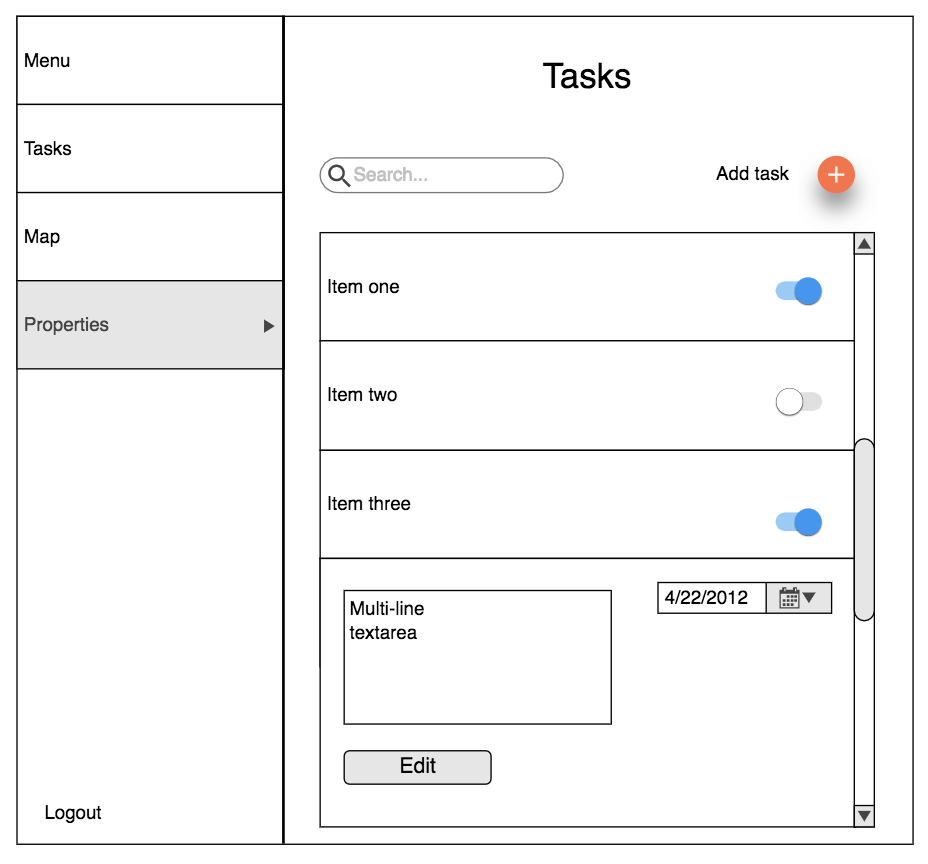 Menu
Tasks
Map
Properties
Logout
Tasks
Search...
Add task
Item one
Item two
Item three
Multi-line
textarea
4/22/2012
Edit